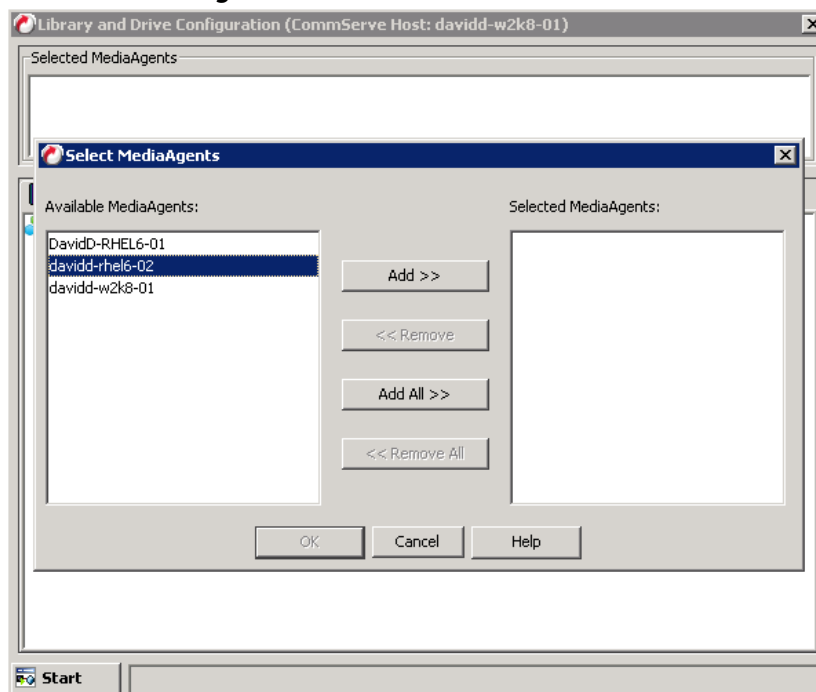 Library and Drive Configuration (CommServe Host: davidd-w2k8-01)
Selected MediaAgents
Select MediaAgents
Available MediaAgents:
Selected MediaAgents:
DavidD-RHEL6-01
davidd-rhel6-02
davidd-w2k8-01
Add >>
<< Remove
Add All >>
<< Remove All
OK
Cancel
Help
Start